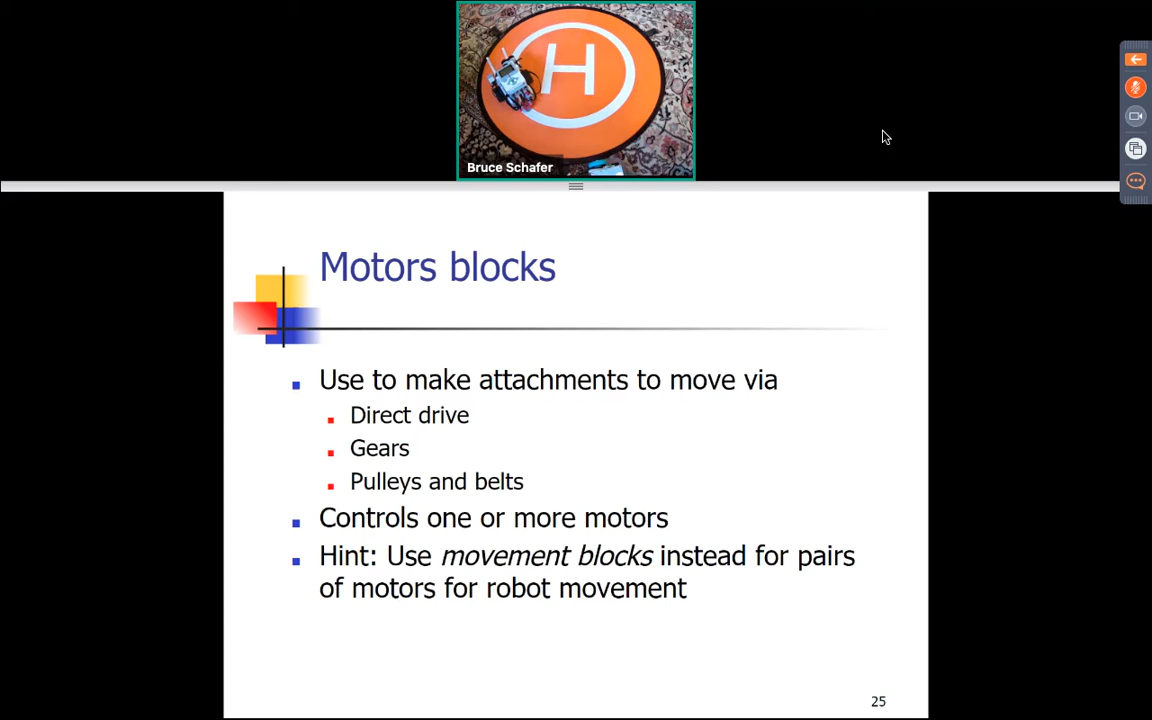 H
Bruce Schafer
Motors blocks
Use to make attachments to move via
Direct drive
Gears
Pulleys and belts
Controls one or more motors
Hint: Use movement blocks instead for pairs
of motors for robot movement
25